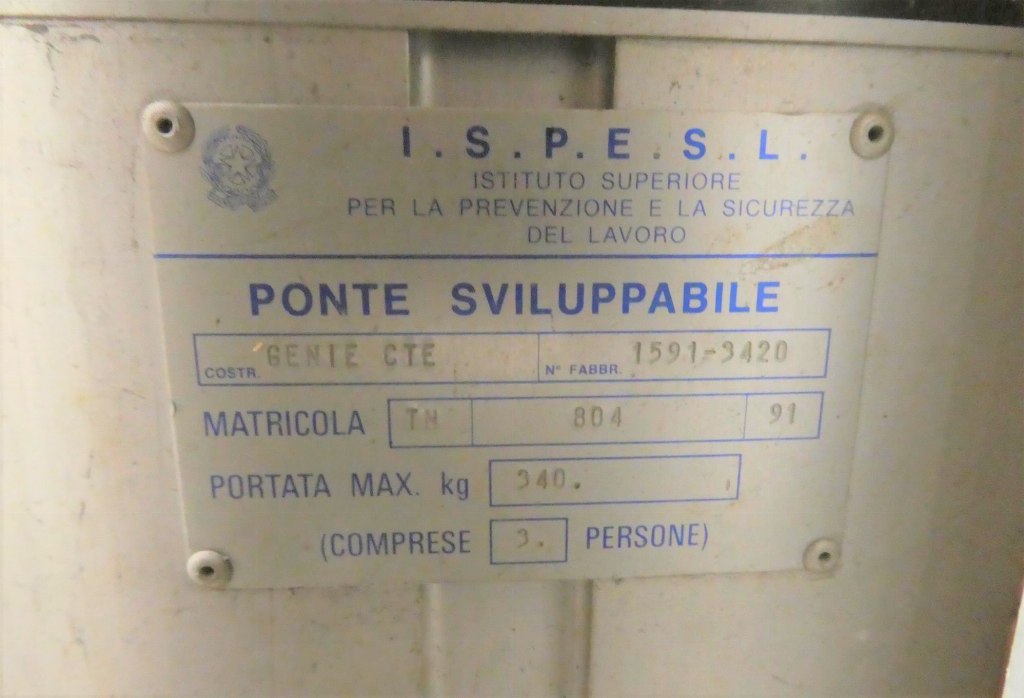 I.S.P.E.S.L.
ISTITUTO SUPERIORE
PER LA PREVENZIONE E LA SICUREZZA
DEL LAVORO
PONTE SVILUPPABILE
COSTR. GENIE CTE N° FABBR. 1591-3420
MATRICOLA TN 804 91
PORTATA MAX. kg 340.
(COMPRESE 3. PERSONE)